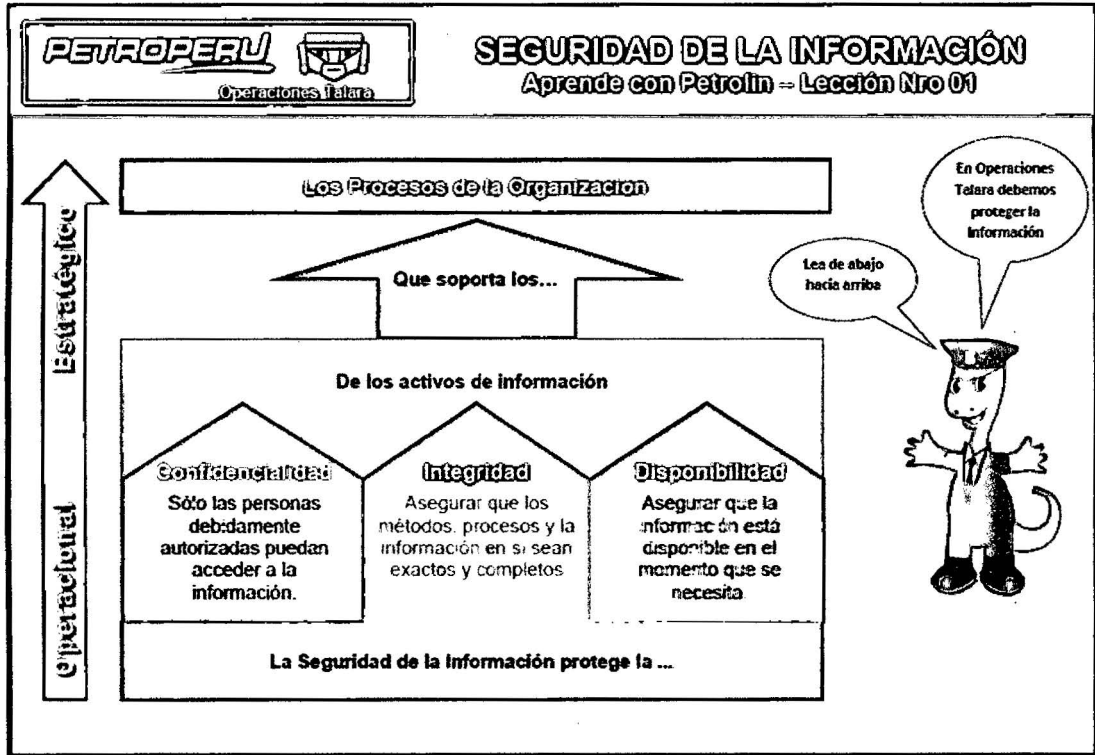 PETROPERU
Operaciones Talara
SEGURIDAD DE LA INFORMACIÓN
Aprende con Petrolin – Lección Nro 01
Estratégico
Operacional
Los Procesos de la Organización
Que soporta los...
De los activos de información
Confidencialidad
Sólo las personas
debidamente
autorizadas puedan
acceder a la
información.
Integridad
Asegurar que los
métodos, procesos y la
información en si sean
exactos y completos
Disponibilidad
Asegurar que la
información está
disponible en el
momento que se
necesita
La Seguridad de la Información protege la ...
En Operaciones
Talara debemos
proteger la
Información
Lea de abajo
hacia arriba